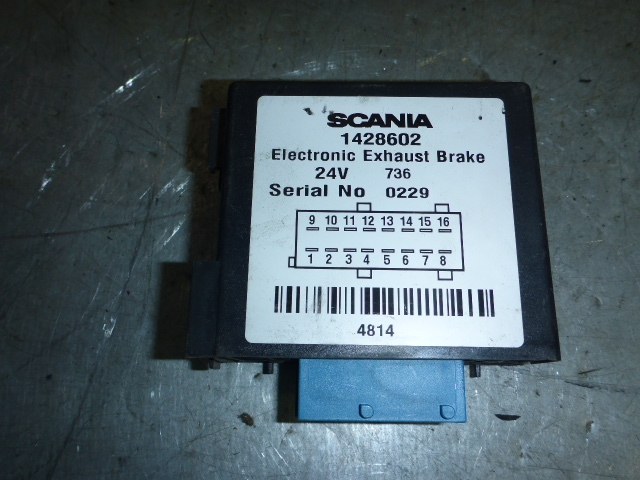 SCANIA
1428602
Electronic Exhaust Brake
24V 736
Serial No 0229
9 10 11 12 13 14 15 16
1 2 3 4 5 6 7 8
4814